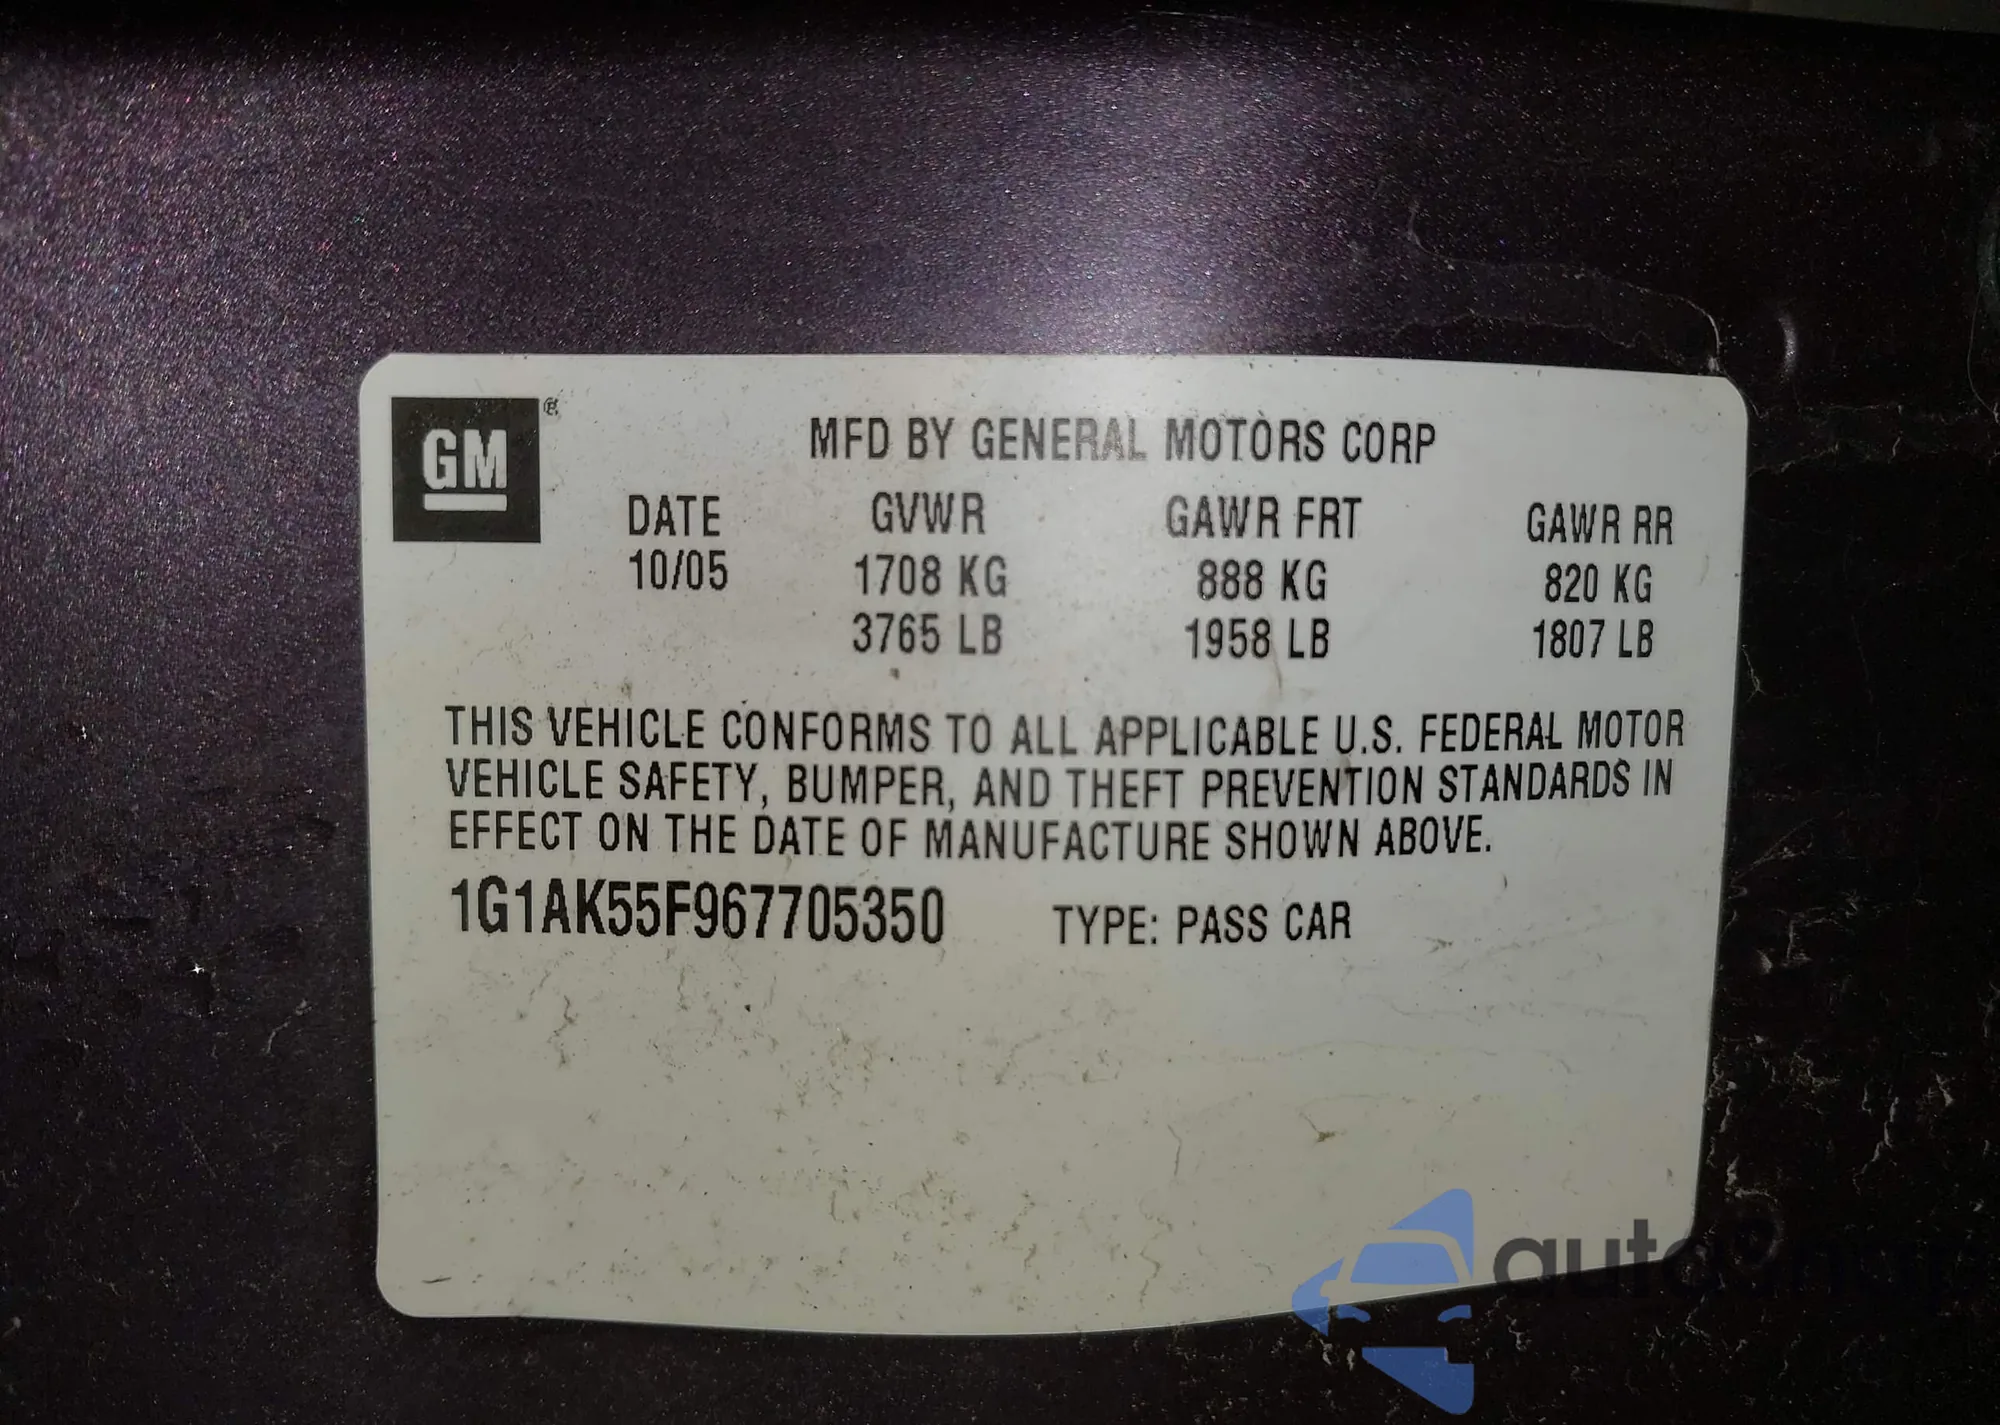 GM®
MFD BY GENERAL MOTORS CORP
DATE GVWR GAWR FRT GAWR RR
10/05 1708 KG 888 KG 820 KG
3765 LB 1958 LB 1807 LB
THIS VEHICLE CONFORMS TO ALL APPLICABLE U.S. FEDERAL MOTOR
VEHICLE SAFETY, BUMPER, AND THEFT PREVENTION STANDARDS IN
EFFECT ON THE DATE OF MANUFACTURE SHOWN ABOVE.
1G1AK55F967705350 TYPE: PASS CAR